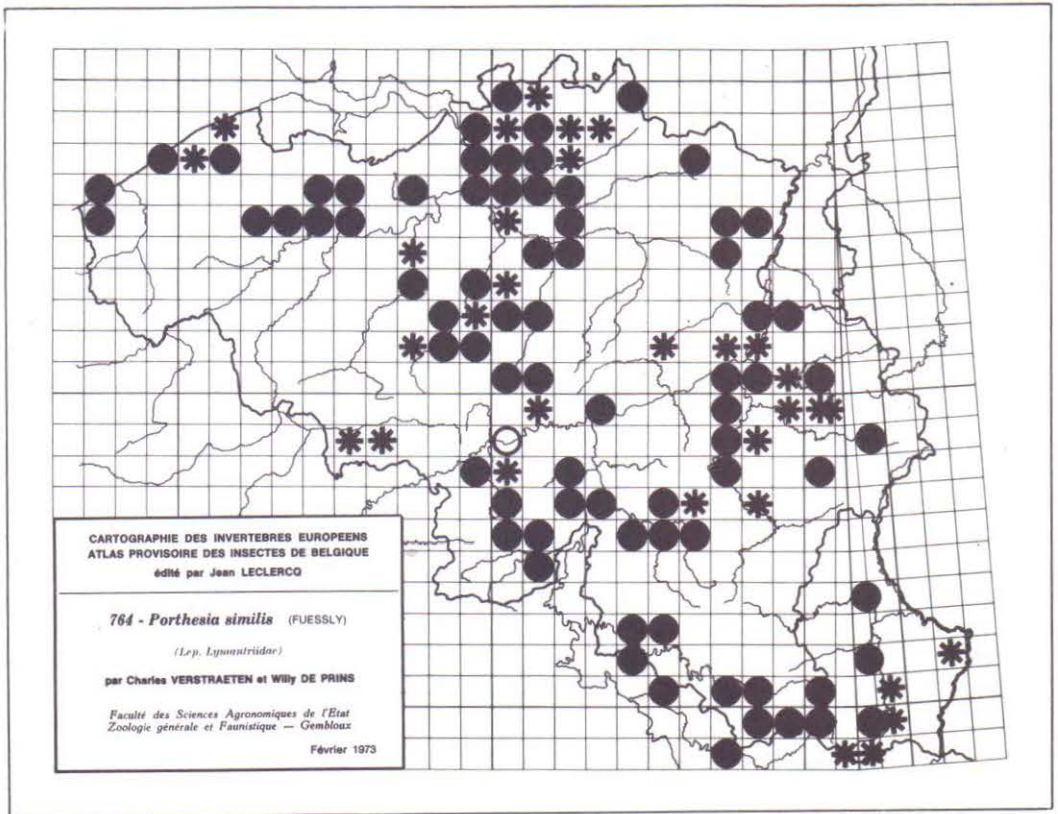 CARTOGRAPHIE DES INVERTEBRES EUROPEENS
ATLAS PROVISOIRE DES INSECTES DE BELGIQUE
édité par Jean LECLERCQ
764 - Porthesia similis (FUESSLY)
(Lep. Lymantriidae)
par Charles VERSTRAETEN et Willy DE PRINS
Faculté des Sciences Agronomiques de l'Etat
Zoologie générale et Faunistique — Gembloux
Février 1973